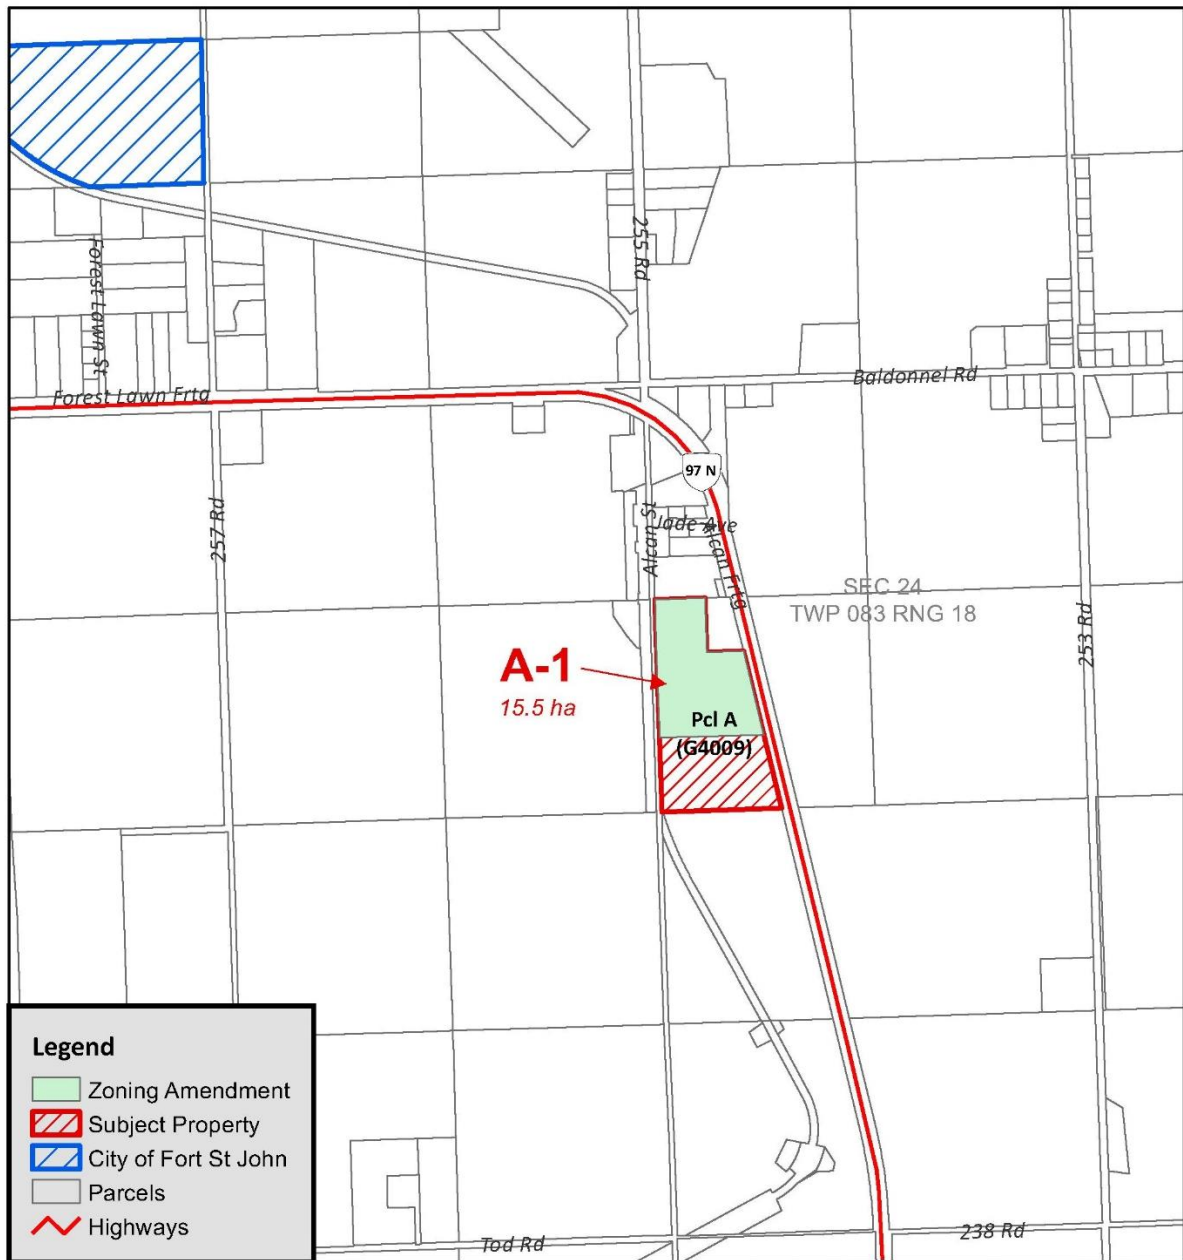 255 Rd
Forest Lawn St
Baldonnel Rd
Forest Lawn Frtg
97 N
257 Rd
Alcan St
Jade Ave
Alcan Frtg
SEC 24
TWP 083 RNG 18
253 Rd
A-1
15.5 ha
Pcl A
(G4009)
Legend
Zoning Amendment
Subject Property
City of Fort St John
Parcels
Highways
Tod Rd
238 Rd